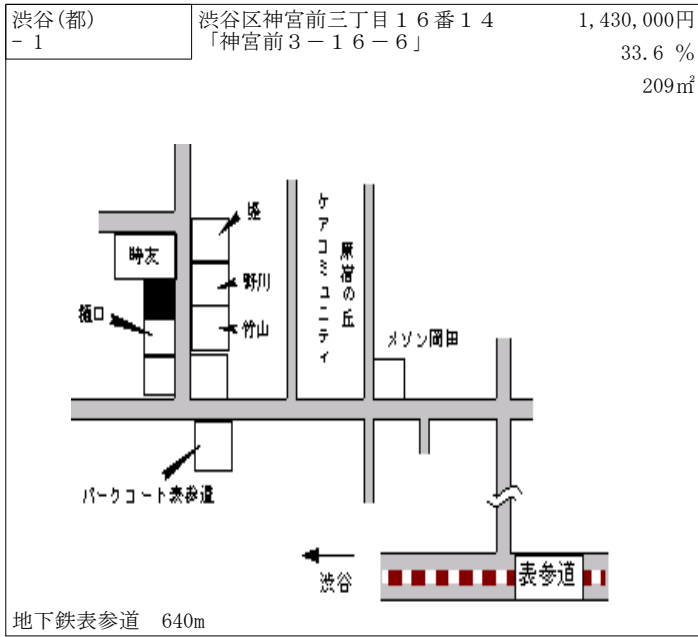 渋谷(都)
－１
渋谷区神宮前三丁目１６番１４
「神宮前３－１６－６」
1,430,000円
33.6 %
209㎡
堅
時友
野川
樋口
竹山
ケアコミュニティ
原宿の丘
メゾン岡田
パークコート表参道
渋谷
表参道
地下鉄表参道　640m